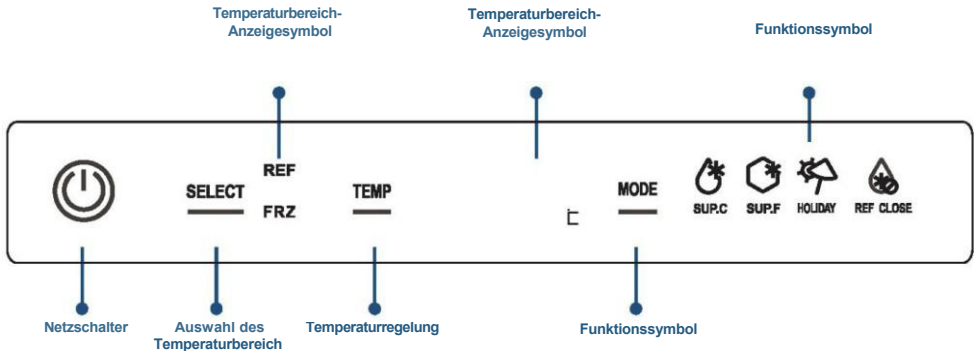 Temperaturbereich-
Anzeigesymbol
Temperaturbereich-
Anzeigesymbol
Funktionssymbol
REF
SELECT
TEMP
FRZ
MODE
SUP.C
SUP.F
HOLIDAY
REF CLOSE
Netzschalter
Auswahl des
Temperaturbereich
Temperaturregelung
Funktionssymbol